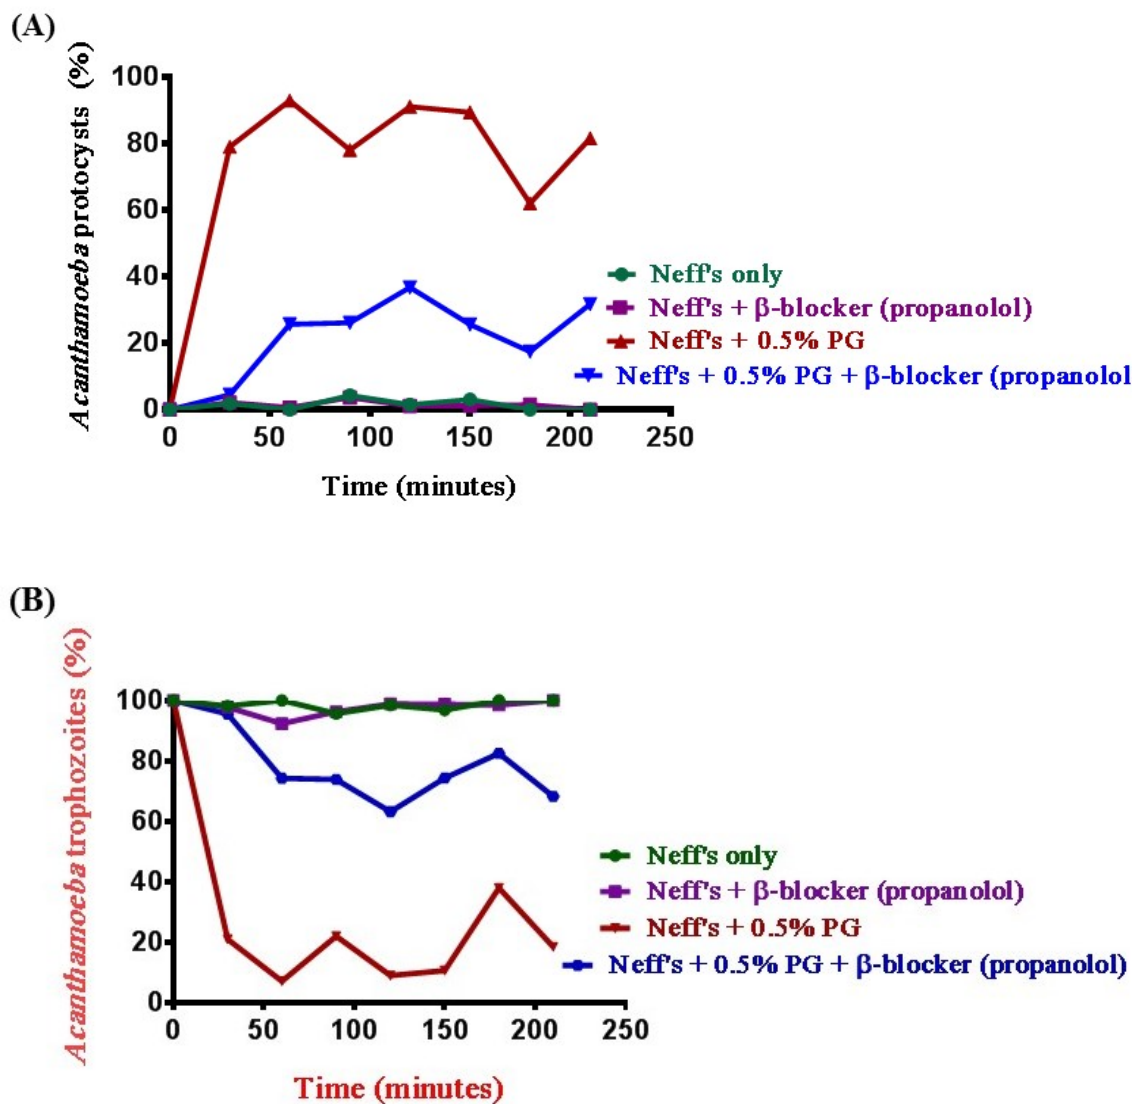 (A)
Acanthamoeba protocysts (%)
100
80
60
40
20
0
0 50 100 150 200 250
Time (minutes)
Neff's only
Neff's + β-blocker (propanolol)
Neff's + 0.5% PG
Neff's + 0.5% PG + β-blocker (propanolol
(B)
Acanthamoeba trophozoites (%)
100
80
60
40
20
0
0 50 100 150 200 250
Time (minutes)
Neff's only
Neff's + β-blocker (propanolol)
Neff's + 0.5% PG
Neff's + 0.5% PG + β-blocker (propanolol)